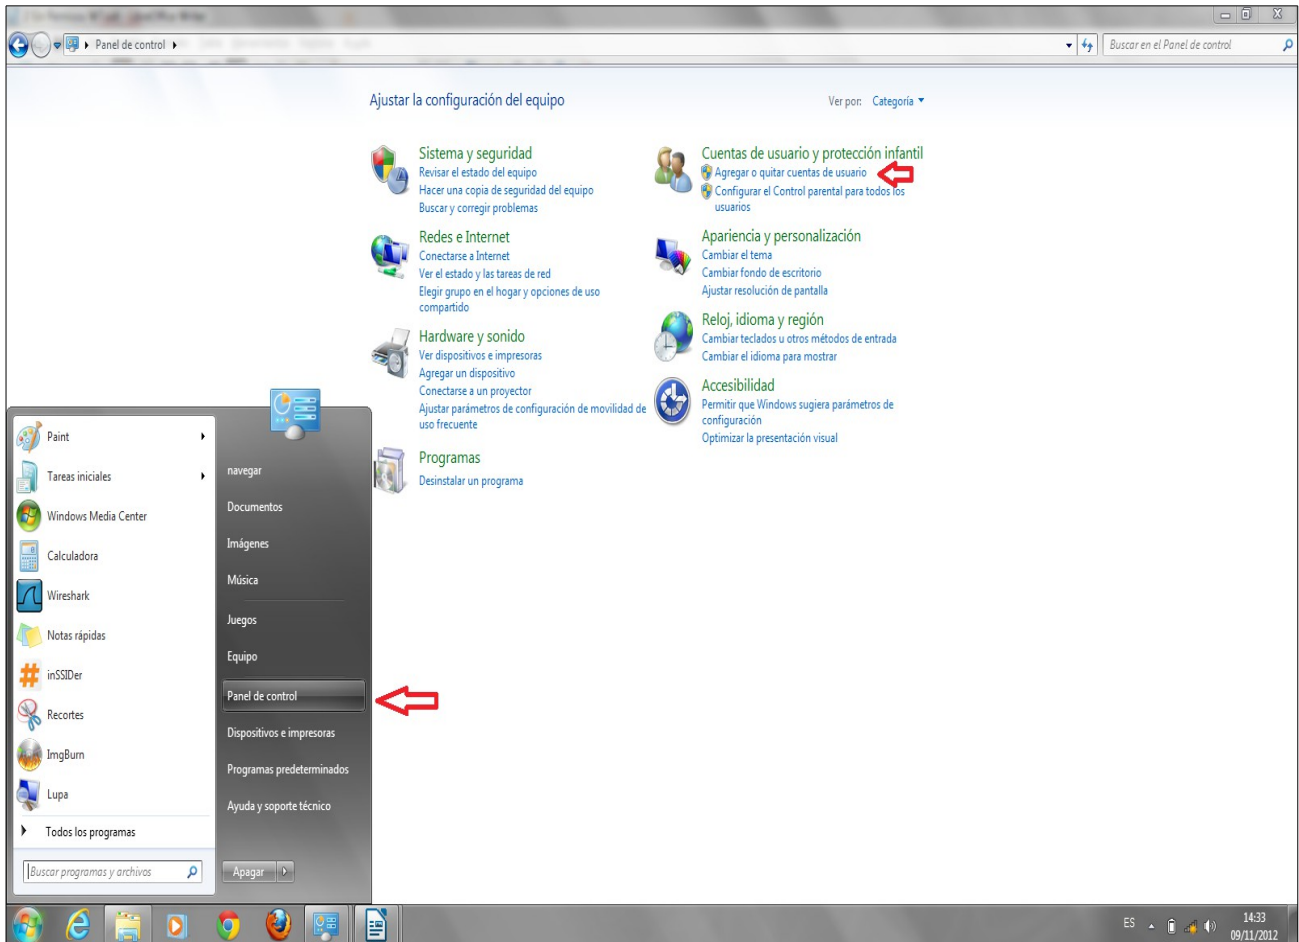 Panel de control
Buscar en el Panel de control
Ajustar la configuración del equipo
Ver por: Categoría
Sistema y seguridad
Revisar el estado del equipo
Hacer una copia de seguridad del equipo
Buscar y corregir problemas
Redes e Internet
Conectarse a Internet
Ver el estado y las tareas de red
Elegir grupo en el hogar y opciones de uso
compartido
Hardware y sonido
Ver dispositivos e impresoras
Agregar un dispositivo
Conectarse a un proyector
Ajustar parámetros de configuración de movilidad de
uso frecuente
Programas
Desinstalar un programa
Cuentas de usuario y protección infantil
Agregar o quitar cuentas de usuario
Configurar el Control parental para todos los
usuarios
Apariencia y personalización
Cambiar el tema
Cambiar fondo de escritorio
Ajustar resolución de pantalla
Reloj, idioma y región
Cambiar teclados u otros métodos de entrada
Cambiar el idioma para mostrar
Accesibilidad
Permitir que Windows sugiera parámetros de
configuración
Optimizar la presentación visual
Paint
Tareas iniciales
Windows Media Center
Calculadora
Wireshark
Notas rápidas
inSSIDer
Recortes
ImgBurn
Lupa
Todos los programas
Buscar programas y archivos
navegar
Documentos
Imágenes
Música
Juegos
Equipo
Panel de control
Dispositivos e impresoras
Programas predeterminados
Ayuda y soporte técnico
Apagar
ES
14:33
09/11/2012